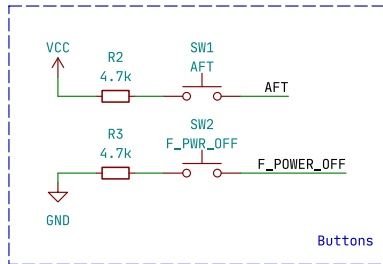 VCC
R2
4.7k
SW1
AFT
AFT
R3
4.7k
SW2
F_PWR_OFF
F_POWER_OFF
GND
Buttons